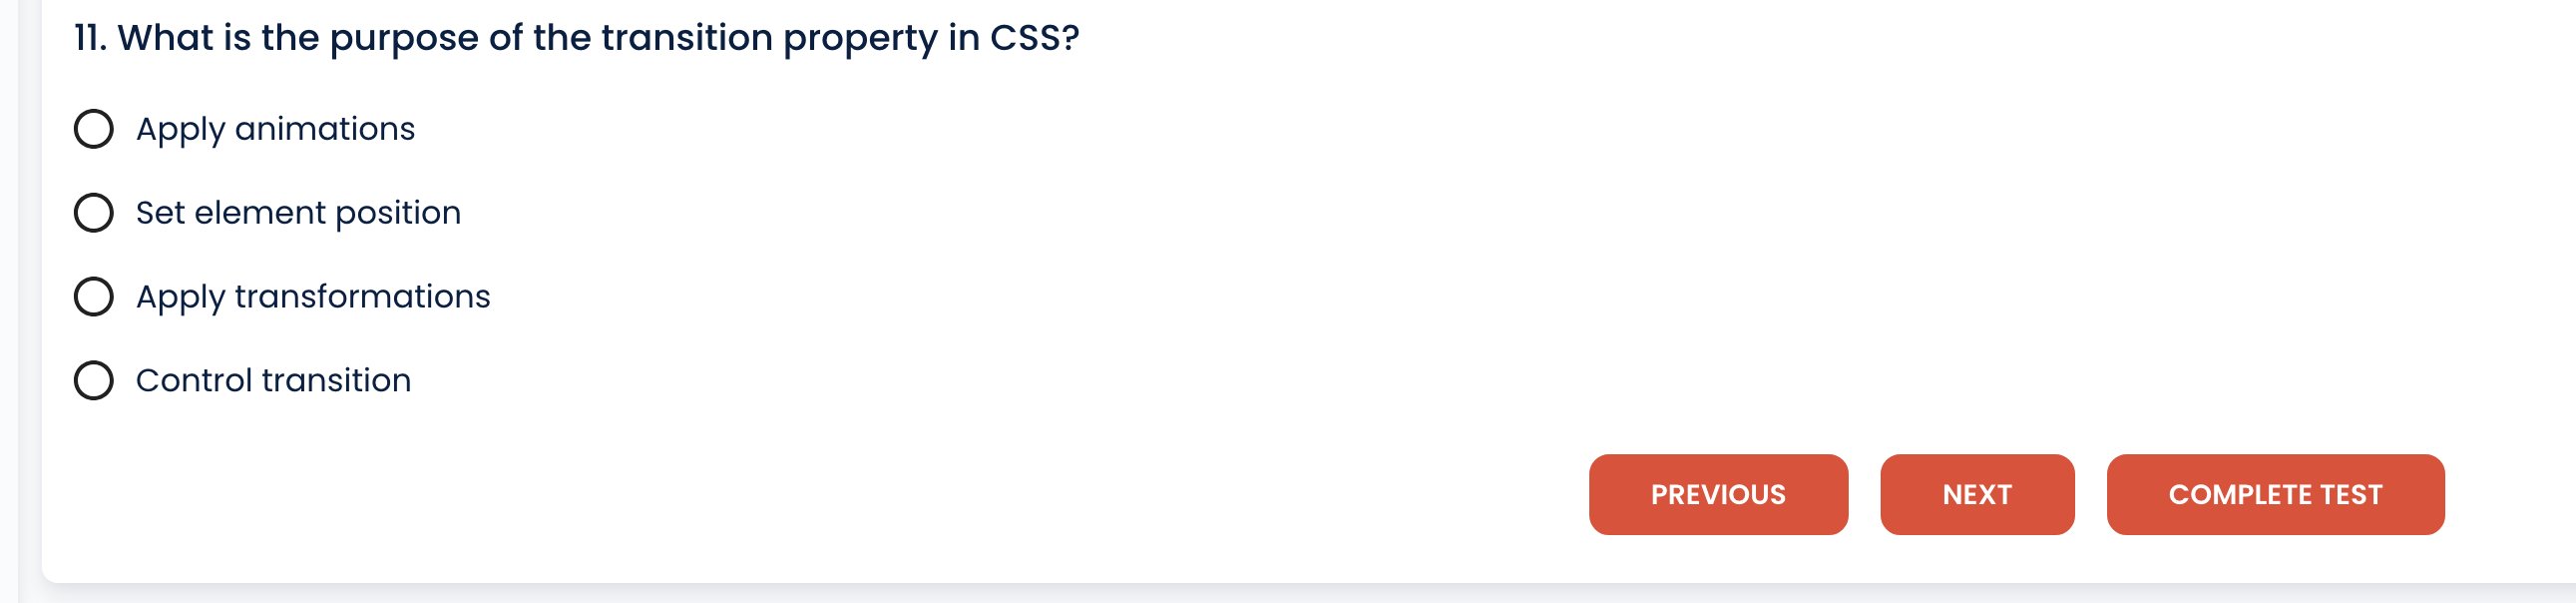 11. What is the purpose of the transition property in CSS?
Apply animations
Set element position
Apply transformations
Control transition
PREVIOUS NEXT COMPLETE TEST